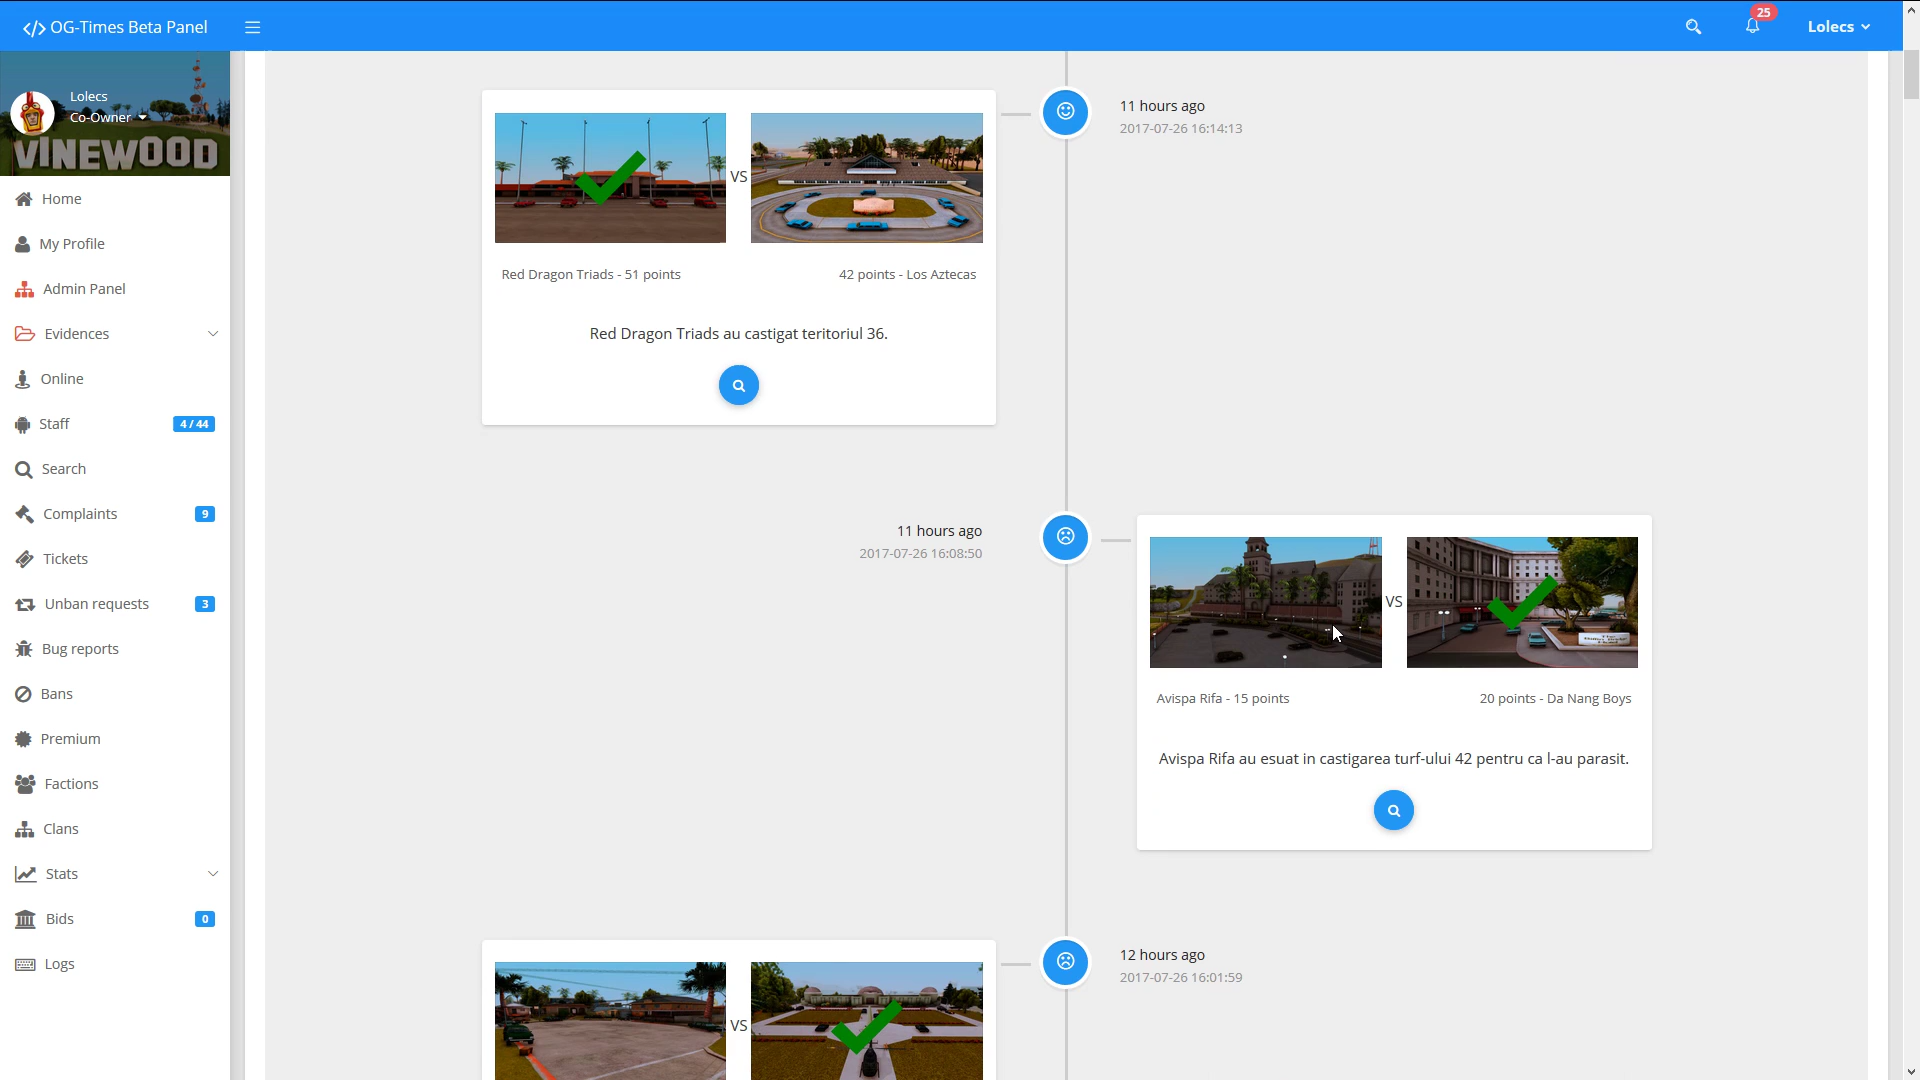 </> OG-Times Beta Panel
25
Lolecs
Lolecs
Co-Owner
VINEWOOD
Home
My Profile
Admin Panel
Evidences
Online
Staff
4 / 44
Search
Complaints
9
Tickets
Unban requests
3
Bug reports
Bans
Premium
Factions
Clans
Stats
Bids
0
Logs
VS
Red Dragon Triads - 51 points
42 points - Los Aztecas
Red Dragon Triads au castigat teritoriul 36.
11 hours ago
2017-07-26 16:14:13
11 hours ago
2017-07-26 16:08:50
VS
Avispa Rifa - 15 points
20 points - Da Nang Boys
Avispa Rifa au esuat in castigarea turf-ului 42 pentru ca l-au parasit.
12 hours ago
2017-07-26 16:01:59
VS